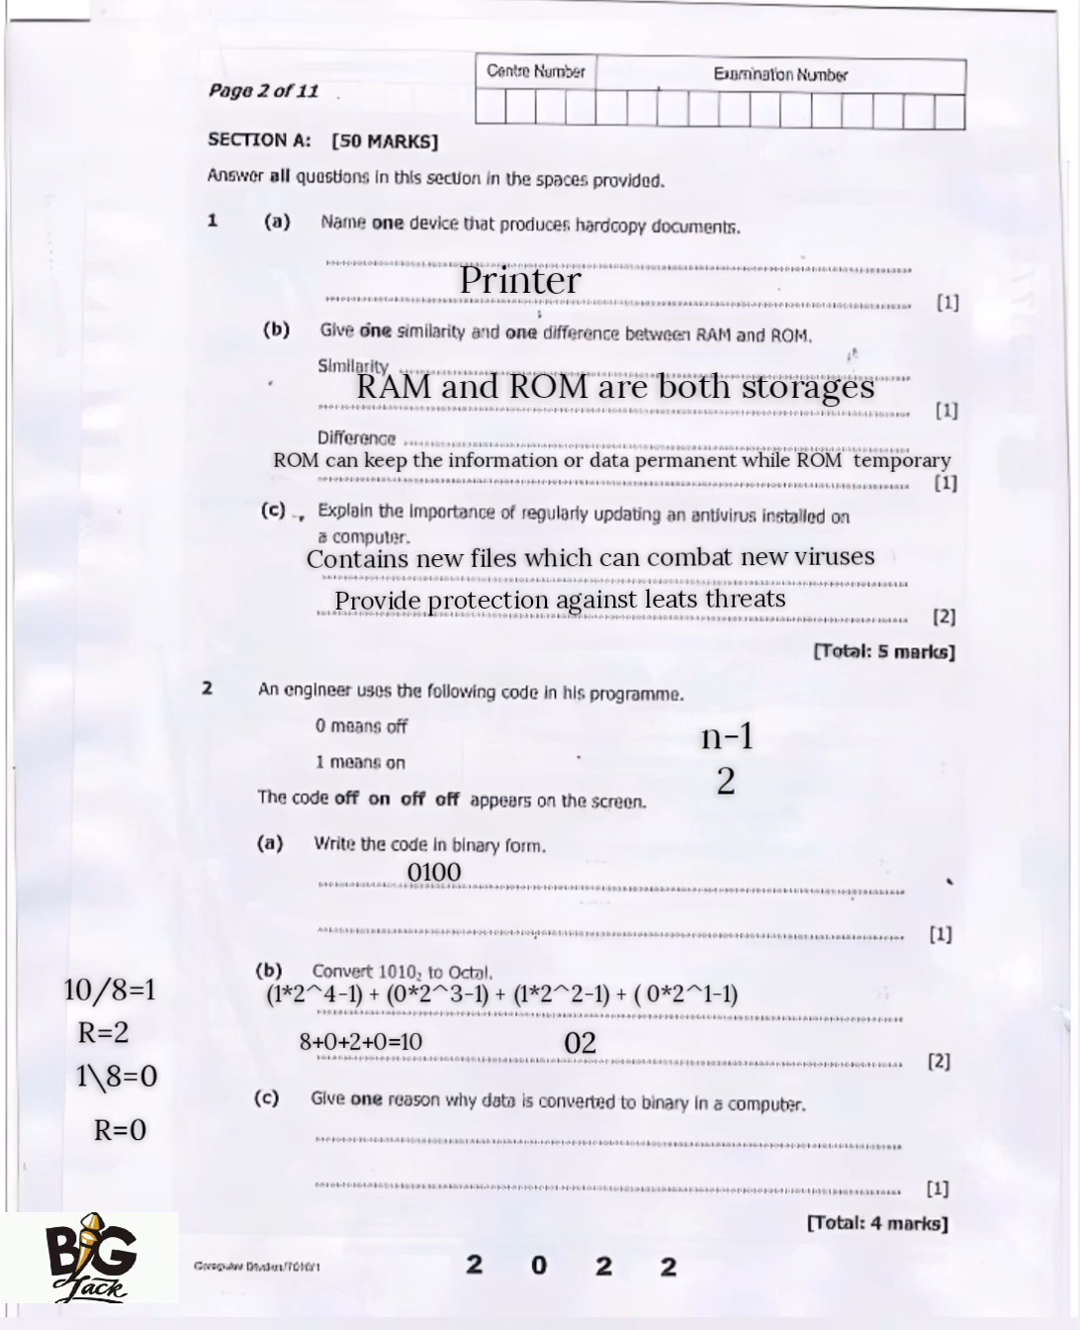 Centre Number
Examination Number
Page 2 of 11
SECTION A: [50 MARKS]
Answer all questions in this section in the spaces provided.
1 (a) Name one device that produces hardcopy documents.
Printer
[1]
(b) Give one similarity and one difference between RAM and ROM.
Similarity
RAM and ROM are both storages
[1]
Difference
ROM can keep the information or data permanent while ROM temporary
[1]
(c) Explain the importance of regularly updating an antivirus installed on
a computer.
Contains new files which can combat new viruses
Provide protection against leats threats
[2]
[Total: 5 marks]
2 An engineer uses the following code in his programme.
0 means off
n-1
1 means on
2
The code off on off off appears on the screen.
(a) Write the code in binary form.
0100
[1]
(b) Convert 1010₂ to Octal.
10/8=1
(1*2^4-1) + (0*2^3-1) + (1*2^2-1) + ( 0*2^1-1)
R=2
8+0+2+0=10 02
[2]
1\8=0
(c) Give one reason why data is converted to binary in a computer.
R=0
[1]
[Total: 4 marks]
BIG
Jack
Computer Studies/7010/1
2 0 2 2